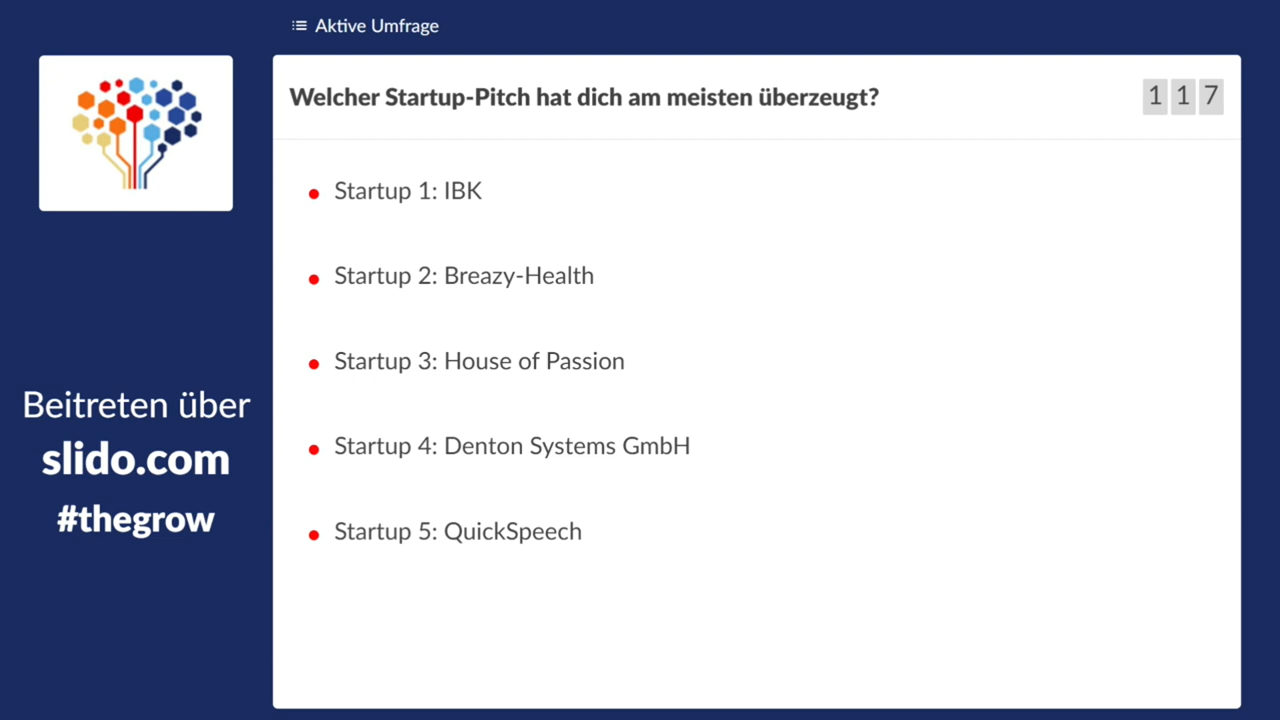 Aktive Umfrage
Welcher Startup-Pitch hat dich am meisten überzeugt?
117
Startup 1: IBK
Startup 2: Breazy-Health
Startup 3: House of Passion
Startup 4: Denton Systems GmbH
Startup 5: QuickSpeech
Beitreten über
slido.com
#thegrow